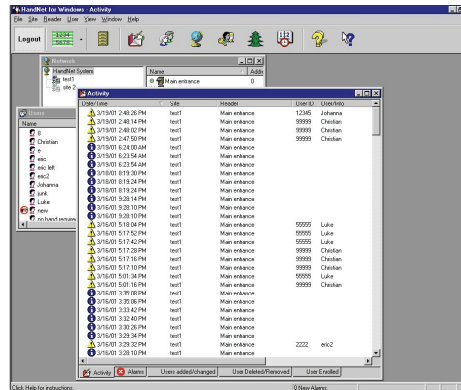 HandNet for Windows - Activity
File Site Reader User View Window Help
Logout
Network
HandNet System
test1
site 2
Name Addre
Main entrance 0
Users
Name
0
Christian
e
eric
eric left
eric2
Johanna
junk
Luke
new
no hand required
Activity
Date/Time Site Header User ID User/Info
3/19/01 2:48:26 PM test1 Main entrance 12345 Johanna
3/19/01 2:48:14 PM test1 Main entrance 99999 Christian
3/19/01 2:48:02 PM test1 Main entrance 99999 Christian
3/19/01 2:47:50 PM test1 Main entrance 99999 Christian
3/19/01 6:24:00 AM test1 Main entrance
3/19/01 6:23:54 AM test1 Main entrance
3/19/01 6:23:54 AM test1 Main entrance
3/18/01 8:19:30 PM test1 Main entrance
3/18/01 8:19:24 PM test1 Main entrance
3/18/01 8:19:24 PM test1 Main entrance
3/16/01 9:28:14 PM test1 Main entrance
3/16/01 9:28:10 PM test1 Main entrance
3/16/01 9:28:10 PM test1 Main entrance
3/16/01 5:18:04 PM test1 Main entrance 55555 Luke
3/16/01 5:17:52 PM test1 Main entrance 55555 Luke
3/16/01 5:17:42 PM test1 Main entrance 55555 Luke
3/16/01 5:17:28 PM test1 Main entrance 99999 Christian
3/16/01 5:17:16 PM test1 Main entrance 99999 Christian
3/16/01 5:17:10 PM test1 Main entrance 99999 Christian
3/16/01 5:01:34 PM test1 Main entrance 55555 Luke
3/16/01 5:01:16 PM test1 Main entrance 99999 Christian
3/16/01 3:35:08 PM test1 Main entrance
3/16/01 3:35:06 PM test1 Main entrance
3/16/01 3:33:42 PM test1 Main entrance
3/16/01 3:32:40 PM test1 Main entrance
3/16/01 3:30:26 PM test1 Main entrance
3/16/01 3:29:34 PM test1 Main entrance
3/16/01 3:29:32 PM test1 Main entrance 2222 eric2
3/16/01 3:28:10 PM test1 Main entrance
Activity Alarms Users added/changed User Deleted/Removed User Enrolled
Click Help for instructions. 0 New Alarms